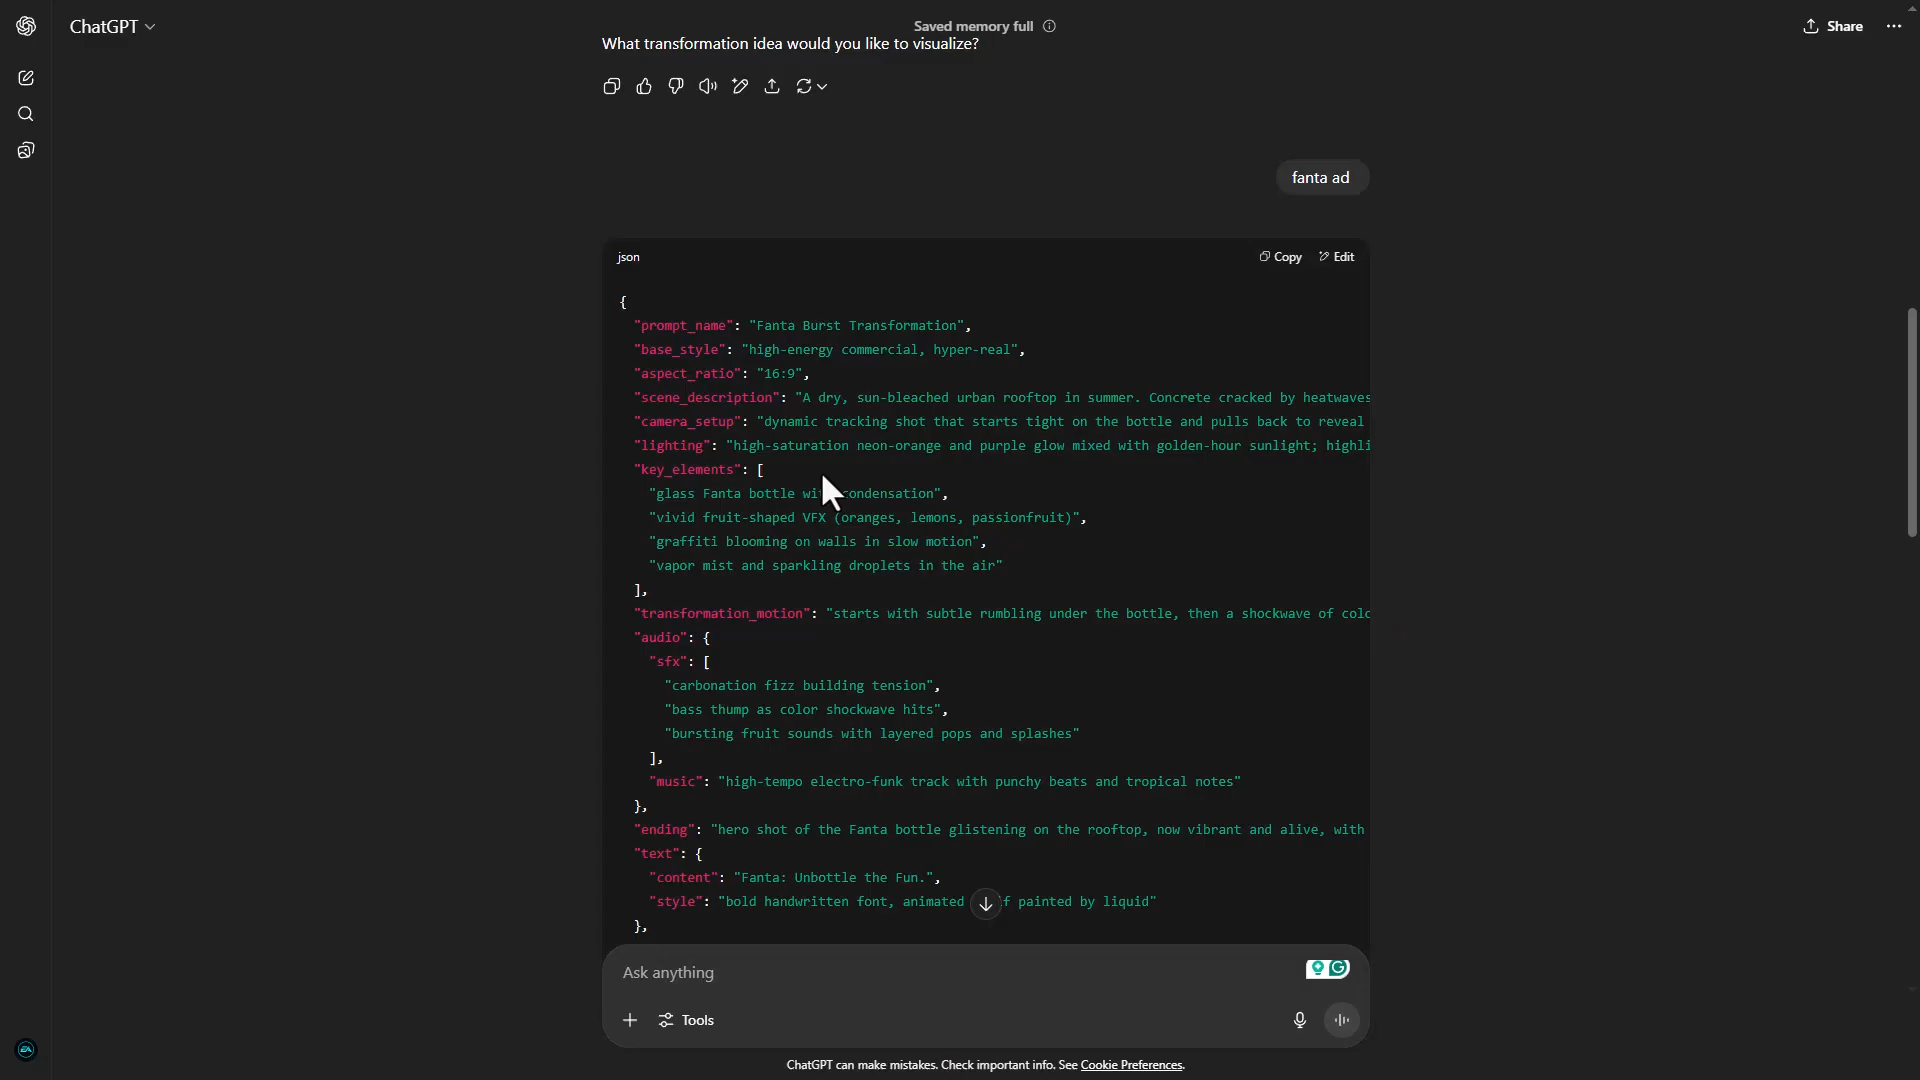 ChatGPT
Saved memory full
Share
What transformation idea would you like to visualize?
fanta ad
json
Copy
Edit
{
"prompt_name": "Fanta Burst Transformation",
"base_style": "high-energy commercial, hyper-real",
"aspect_ratio": "16:9",
"scene_description": "A dry, sun-bleached urban rooftop in summer. Concrete cracked by heatwaves
"camera_setup": "dynamic tracking shot that starts tight on the bottle and pulls back to reveal
"lighting": "high-saturation neon-orange and purple glow mixed with golden-hour sunlight; highli
"key_elements": [
"glass Fanta bottle wi ondensation",
"vivid fruit-shaped VFX (oranges, lemons, passionfruit)",
"graffiti blooming on walls in slow motion",
"vapor mist and sparkling droplets in the air"
],
"transformation_motion": "starts with subtle rumbling under the bottle, then a shockwave of colo
"audio": {
"sfx": [
"carbonation fizz building tension",
"bass thump as color shockwave hits",
"bursting fruit sounds with layered pops and splashes"
],
"music": "high-tempo electro-funk track with punchy beats and tropical notes"
},
"ending": "hero shot of the Fanta bottle glistening on the rooftop, now vibrant and alive, with
"text": {
"content": "Fanta: Unbottle the Fun.",
"style": "bold handwritten font, animated f painted by liquid"
},
Ask anything
Tools
ChatGPT can make mistakes. Check important info. See Cookie Preferences.
EA